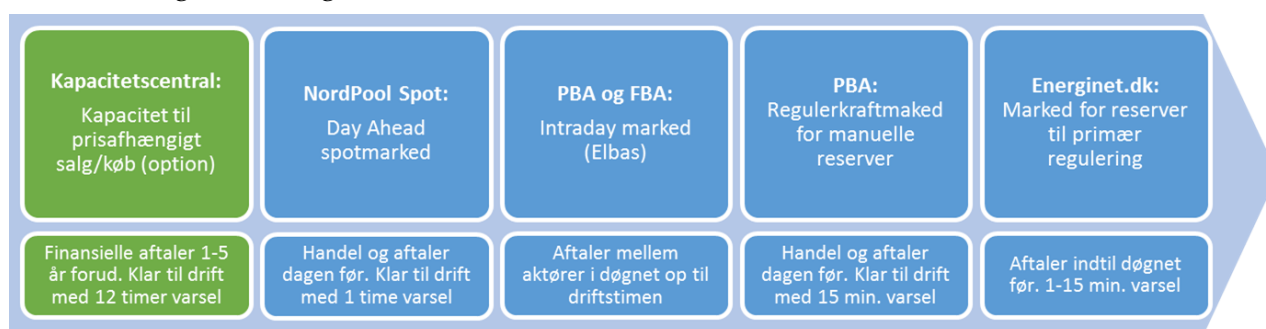 Kapacitetscentral:
Kapacitet til
prisafhængigt
salg/køb (option)
Finansielle aftaler 1-5
år forud. Klar til drift
med 12 timer varsel
NordPool Spot:
Day Ahead
spotmarked
Handel og aftaler
dagen før. Klar til drift
med 1 time varsel
PBA og FBA:
Intraday marked
(Elbas)
Aftaler mellem
aktører i døgnet op til
driftstimen
PBA:
Regulerkraftmaked
for manuelle
reserver
Handel og aftaler
dagen før. Klar til drift
med 15 min. varsel
Energinet.dk:
Marked for reserver
til primær
regulering
Aftaler indtil døgnet
før. 1-15 min. varsel